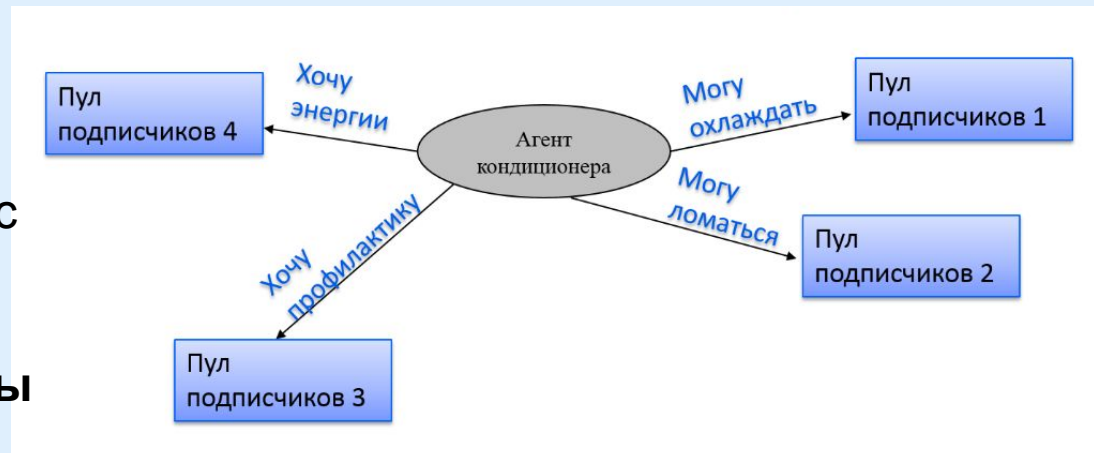 Хочу
энергии
Могу
охлаждать
Пул
подписчиков 4
Агент
кондиционера
Пул
подписчиков 1
Могу
ломаться
с
Хочу
профилактику
Пул
подписчиков 2
Пул
подписчиков 3
ы